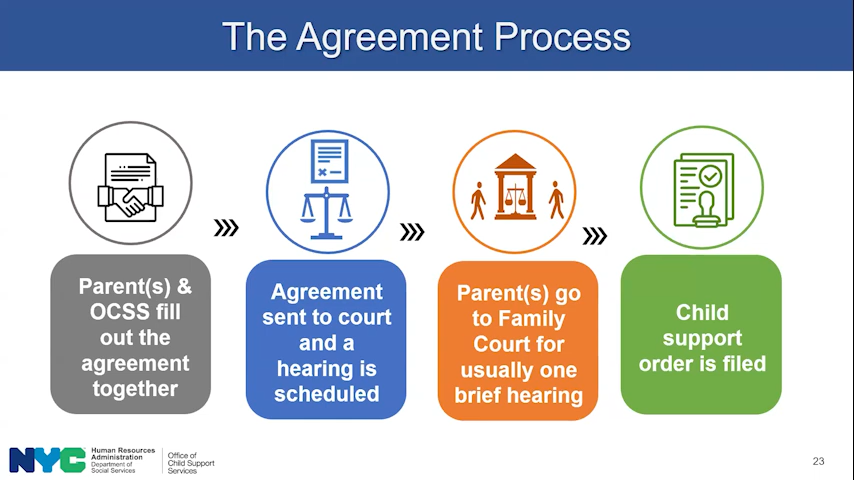 The Agreement Process
Parent(s) &
OCSS fill
out the
agreement
together
Agreement
sent to court
and a
hearing is
scheduled
Parent(s) go
to Family
Court for
usually one
brief hearing
Child
support
order is filed
NYC
Human Resources
Administration
Department of
Social Services
Office of
Child Support
Services
23